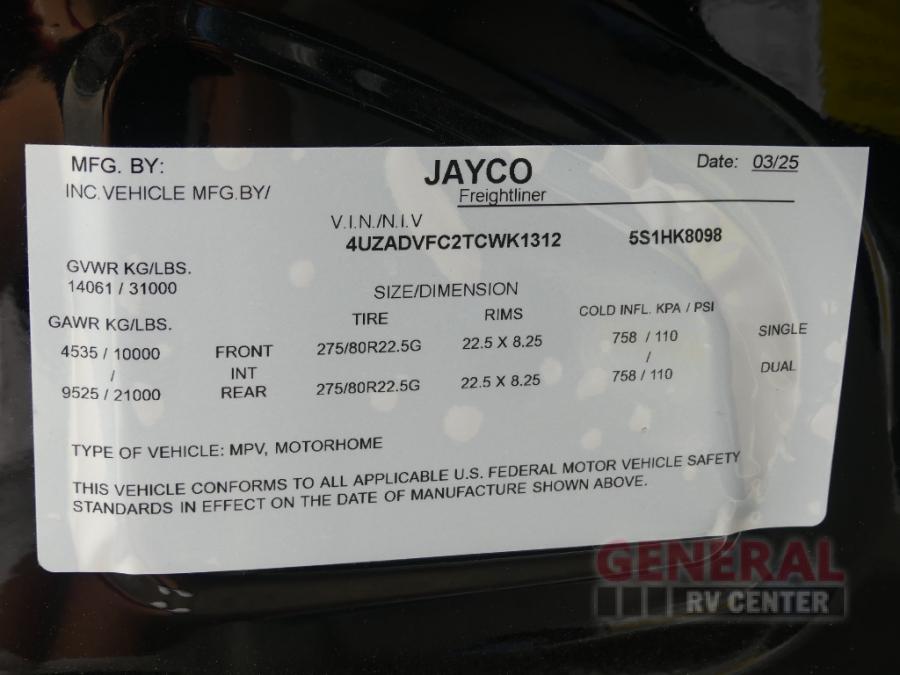 MFG. BY: JAYCO Date: 03/25
INC.VEHICLE MFG.BY/ Freightliner
V.I.N./N.I.V
4UZADVFC2TCWK1312 5S1HK8098
GVWR KG/LBS.
14061 / 31000
SIZE/DIMENSION
GAWR KG/LBS. TIRE RIMS COLD INFL. KPA / PSI
4535 / 10000 FRONT 275/80R22.5G 22.5 X 8.25 758 / 110 SINGLE
/ INT /
9525 / 21000 REAR 275/80R22.5G 22.5 X 8.25 758 / 110 DUAL
TYPE OF VEHICLE: MPV, MOTORHOME
THIS VEHICLE CONFORMS TO ALL APPLICABLE U.S. FEDERAL MOTOR VEHICLE SAFETY
STANDARDS IN EFFECT ON THE DATE OF MANUFACTURE SHOWN ABOVE.
GENERAL
RV CENTER